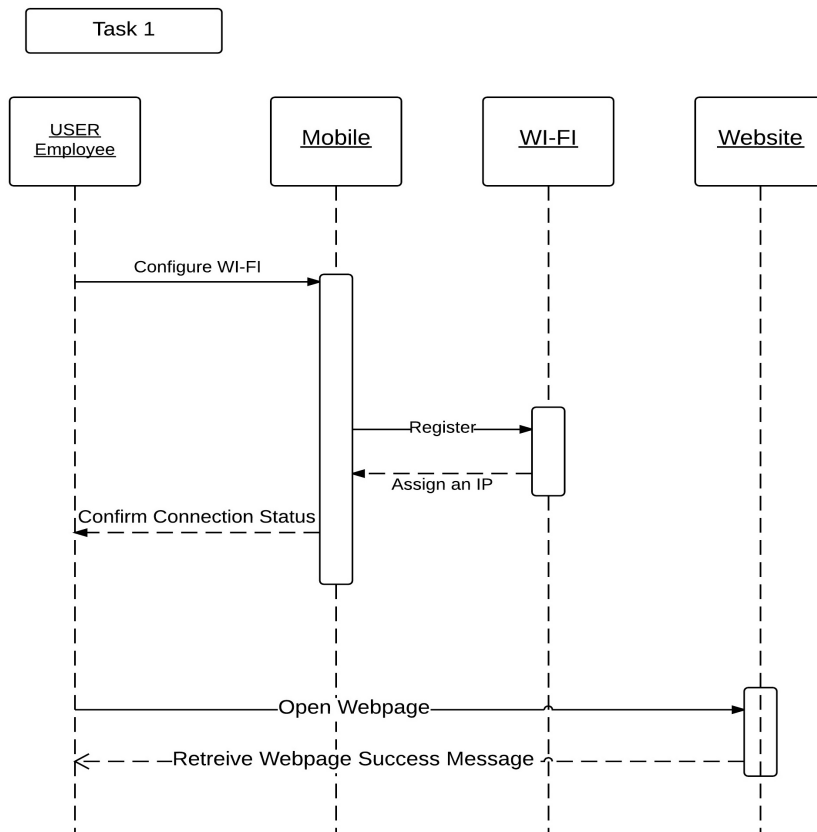 Task 1
USER
Employee
Mobile
WI-FI
Website
Configure WI-FI
Register
Assign an IP
Confirm Connection Status
Open Webpage
Retreive Webpage Success Message